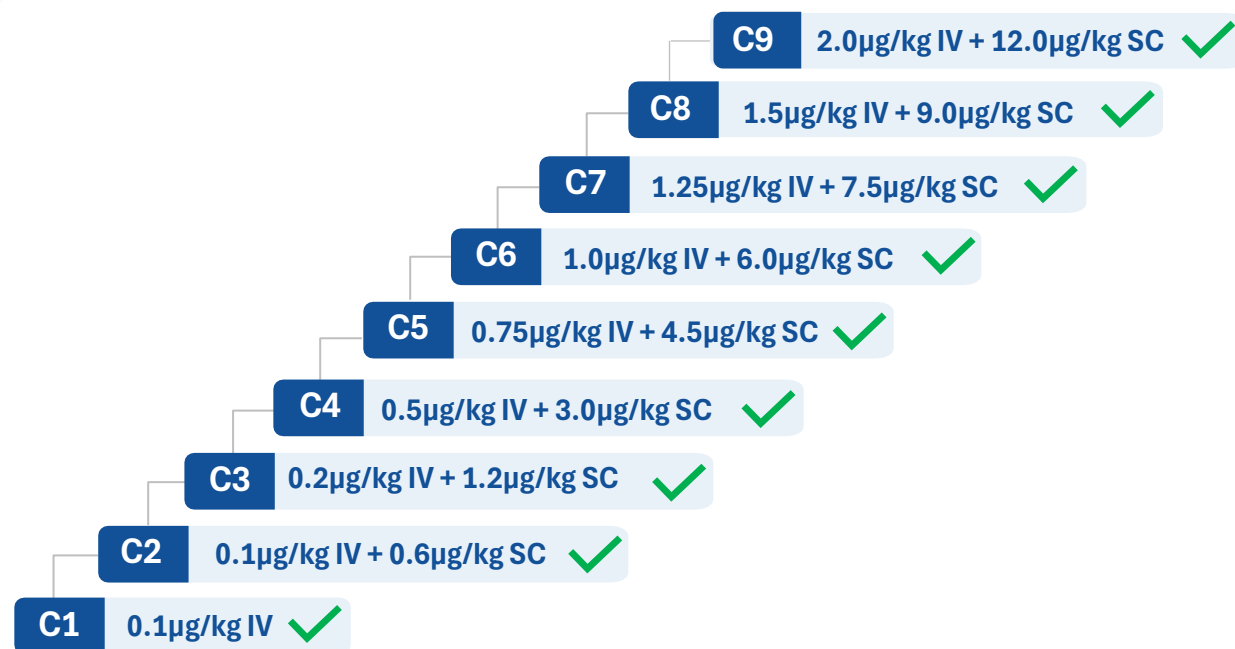 C9 2.0µg/kg IV + 12.0µg/kg SC
C8 1.5µg/kg IV + 9.0µg/kg SC
C7 1.25µg/kg IV + 7.5µg/kg SC
C6 1.0µg/kg IV + 6.0µg/kg SC
C5 0.75µg/kg IV + 4.5µg/kg SC
C4 0.5µg/kg IV + 3.0µg/kg SC
C3 0.2µg/kg IV + 1.2µg/kg SC
C2 0.1µg/kg IV + 0.6µg/kg SC
C1 0.1µg/kg IV